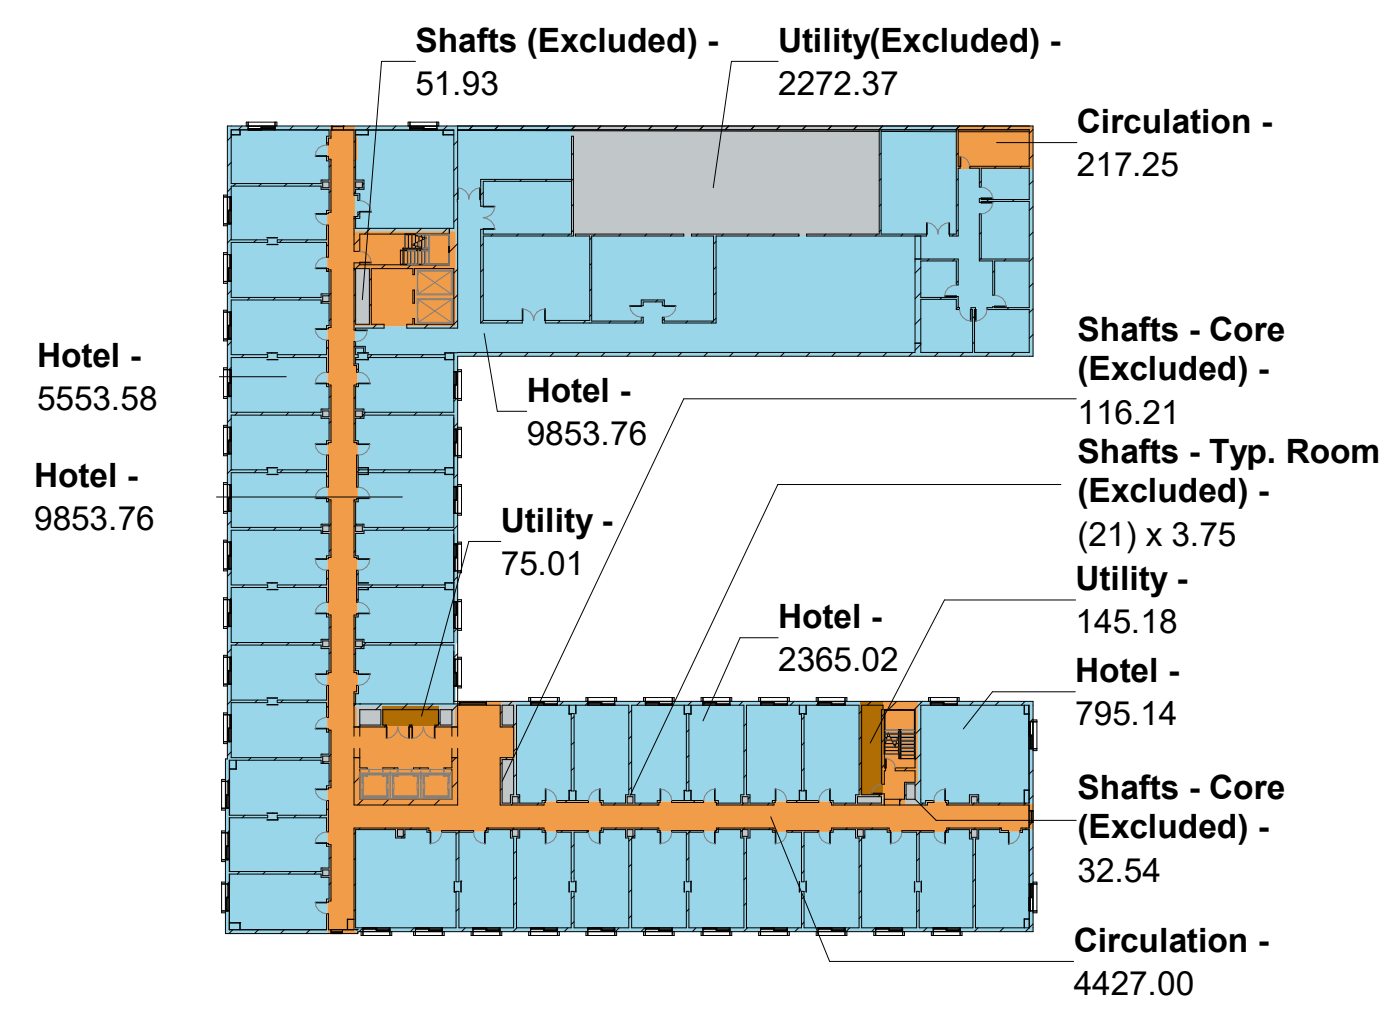 Shafts (Excluded) -
51.93
Utility(Excluded) -
2272.37
Circulation -
217.25
Shafts - Core
(Excluded) -
116.21
Hotel -
5553.58
Hotel -
9853.76
Shafts - Typ. Room
(Excluded) -
(21) x 3.75
Hotel -
9853.76
Utility -
75.01
Utility -
145.18
Hotel -
2365.02
Hotel -
795.14
Shafts - Core
(Excluded) -
32.54
Circulation -
4427.00